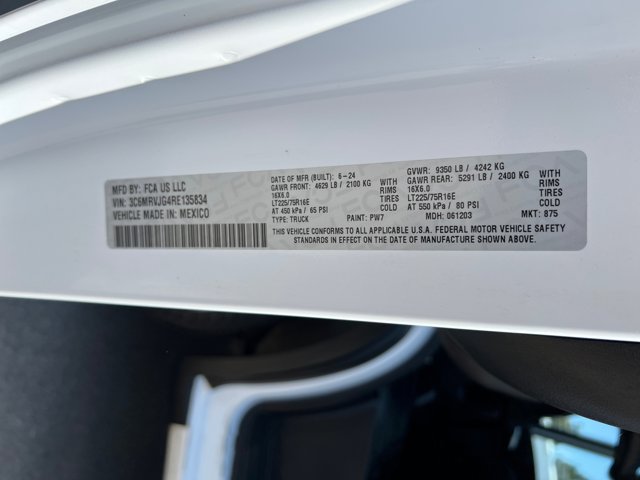 MFD BY: FCA US LLC
VIN: 3C6MRVJG4RE135634
VEHICLE MADE IN: MEXICO
DATE OF MFR (BUILT): 6-24
GAWR FRONT: 4629 LB / 2100 KG WITH
16X6.0 RIMS
LT225/75R16E TIRES
AT 450 kPa / 65 PSI COLD
TYPE: TRUCK PAINT: PW7
GVWR: 9350 LB / 4242 KG
GAWR REAR: 5291 LB / 2400 KG WITH
16X6.0 RIMS
LT225/75R16E TIRES
AT 550 kPa / 80 PSI COLD
MDH: 061203 MKT: 875
THIS VEHICLE CONFORMS TO ALL APPLICABLE U.S.A. FEDERAL MOTOR VEHICLE SAFETY
STANDARDS IN EFFECT ON THE DATE OF MANUFACTURE SHOWN ABOVE.